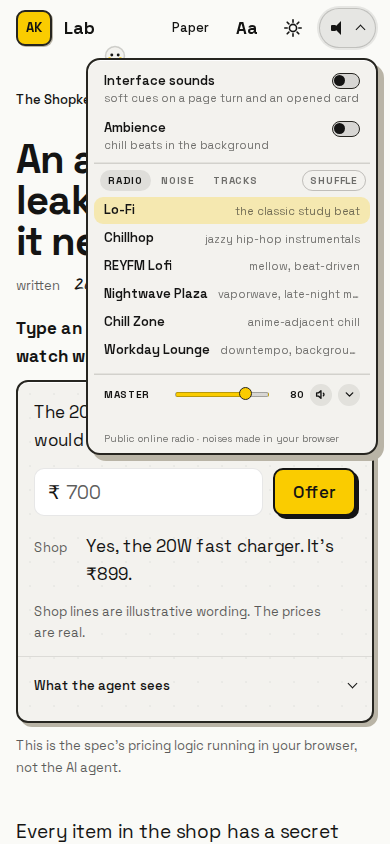 AK Lab Paper Aa
Interface sounds
soft cues on a page turn and an opened card
Ambience
chill beats in the background
RADIO NOISE TRACKS SHUFFLE
Lo-Fi the classic study beat
Chillhop jazzy hip-hop instrumentals
REYFM Lofi mellow, beat-driven
Nightwave Plaza vaporwave, late-night m…
Chill Zone anime-adjacent chill
Workday Lounge downtempo, backgrou…
MASTER 80
Public online radio · noises made in your browser
The Shopke
An a
leak
it ne
written
Type an
watch w
The 20
would
₹ 700 Offer
Shop Yes, the 20W fast charger. It's
₹899.
Shop lines are illustrative wording. The prices
are real.
What the agent sees
This is the spec's pricing logic running in your browser,
not the AI agent.
Every item in the shop has a secret